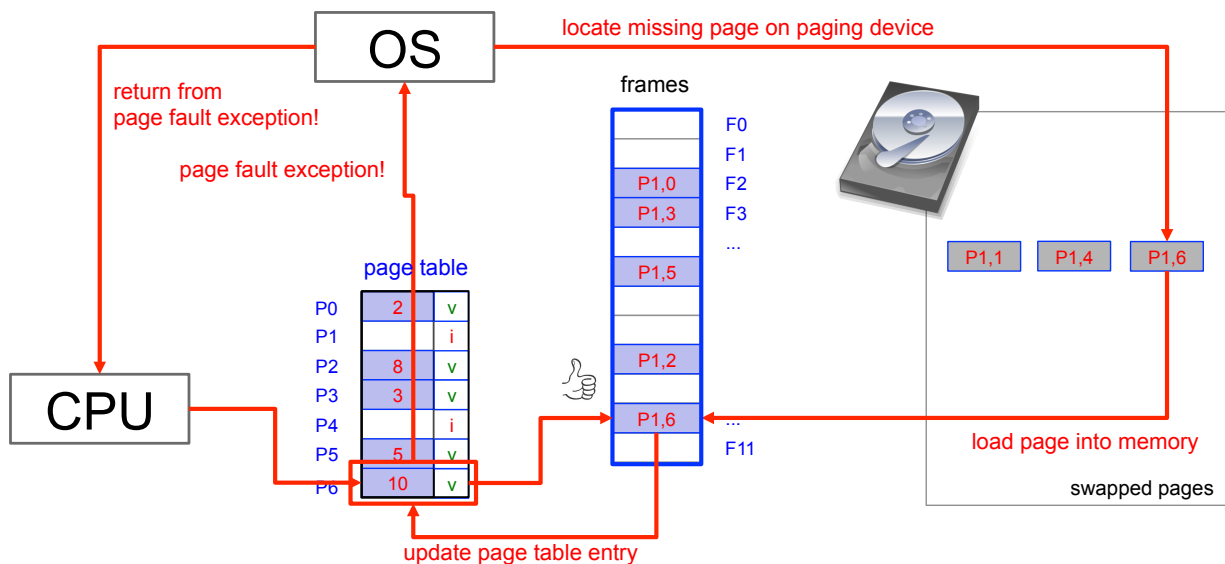 OS
locate missing page on paging device
return from
page fault exception!
page fault exception!
frames
F0
F1
P1,0 F2
P1,3 F3
...
P1,5
P1,2
P1,6 ...
F11
P1,1 P1,4 P1,6
load page into memory
swapped pages
page table
P0 2 v
P1 i
P2 8 v
P3 3 v
P4 i
P5 5 v
P6 10 v
CPU
update page table entry